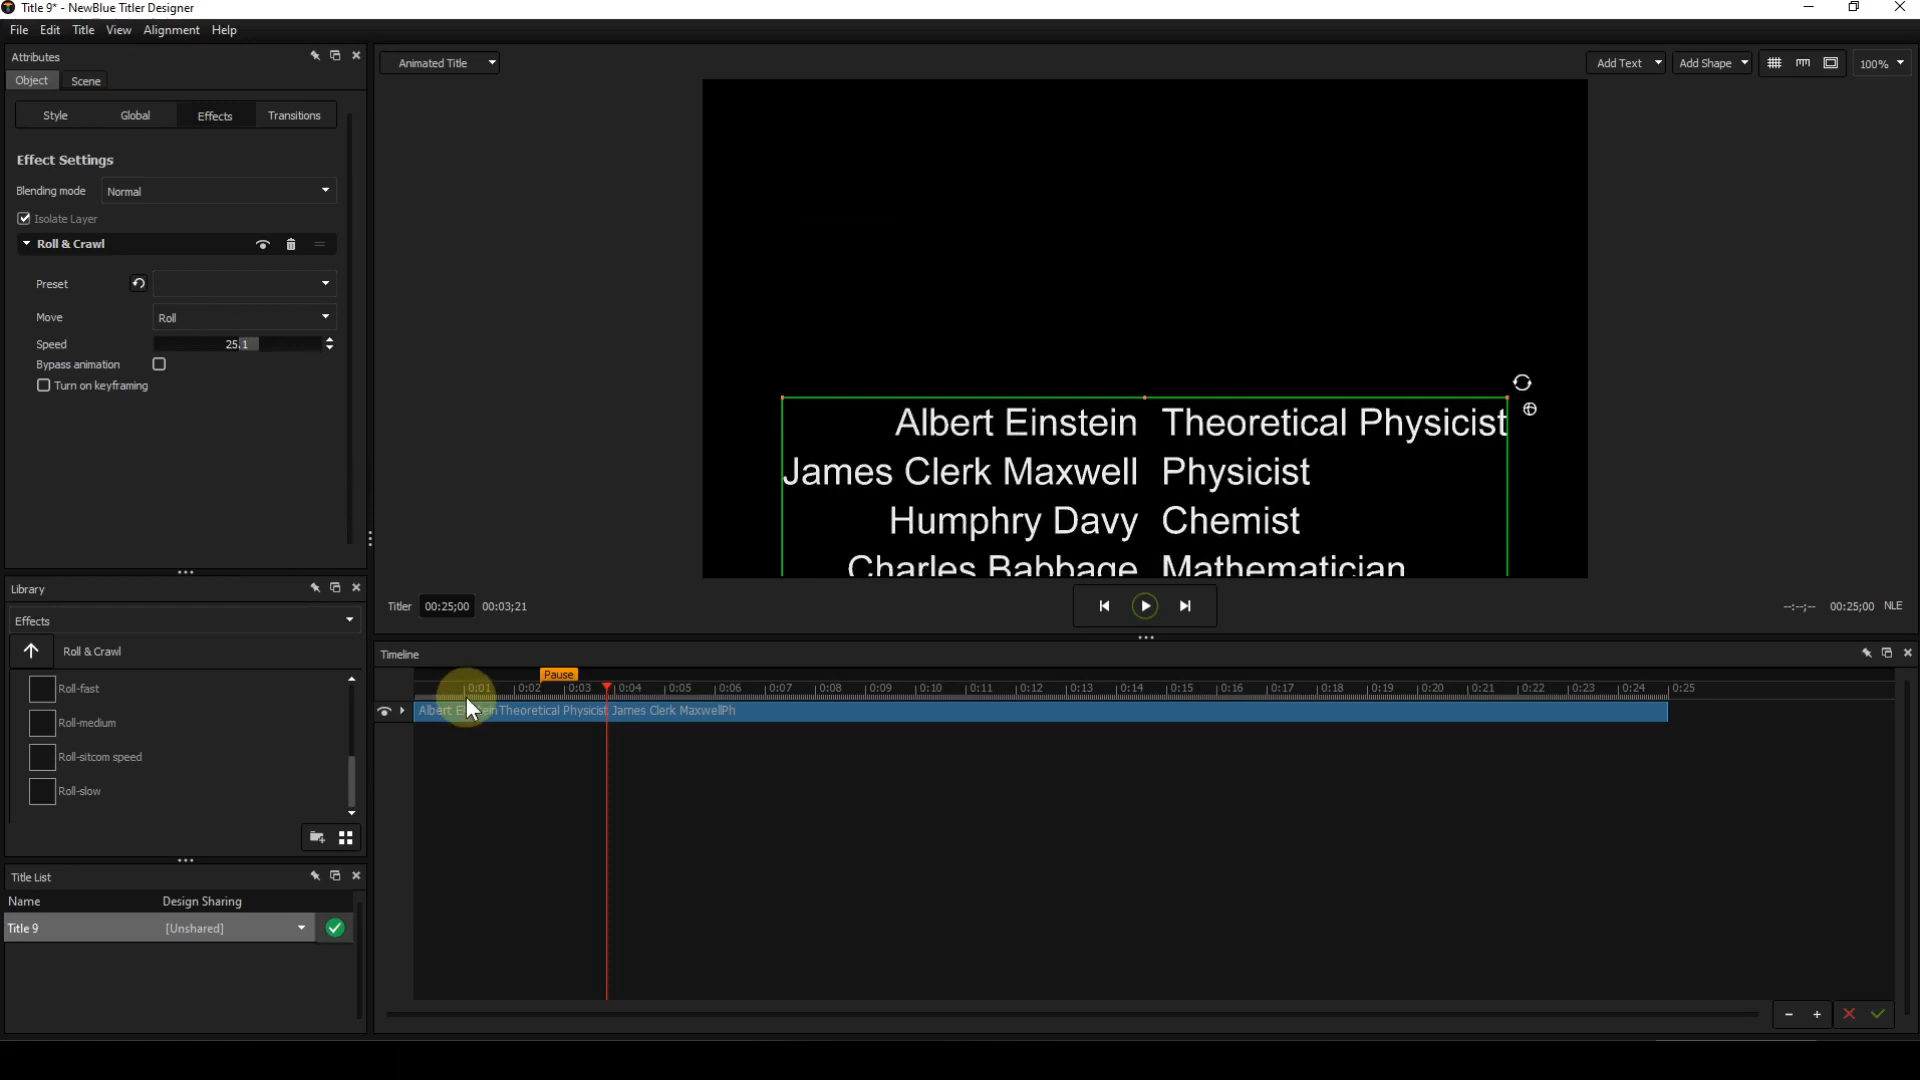 Title 9* - NewBlue Titler Designer
File Edit Title View Alignment Help
Attributes
Object Scene
Style Global Effects Transitions
Effect Settings
Blending mode Normal
Isolate Layer
Roll & Crawl
Preset
Move Roll
Speed 25.1
Bypass animation
Turn on keyframing
Animated Title
Add Text Add Shape 100%
Albert Einstein Theoretical Physicist
James Clerk Maxwell Physicist
Humphry Davy Chemist
Charles Babbage Mathematician
Titler 00:25;00 00:03;21
--:--;-- 00:25;00 NLE
Library
Effects
Roll & Crawl
Roll-fast
Roll-medium
Roll-sitcom speed
Roll-slow
Title List
Name Design Sharing
Title 9 [Unshared]
Timeline
Pause
0:01 0:02 0:03 0:04 0:05 0:06 0:07 0:08 0:09 0:10 0:11 0:12 0:13 0:14 0:15 0:16 0:17 0:18 0:19 0:20 0:21 0:22 0:23 0:24 0:25
Albert Theoretical Physicist James Clerk MaxwellPh